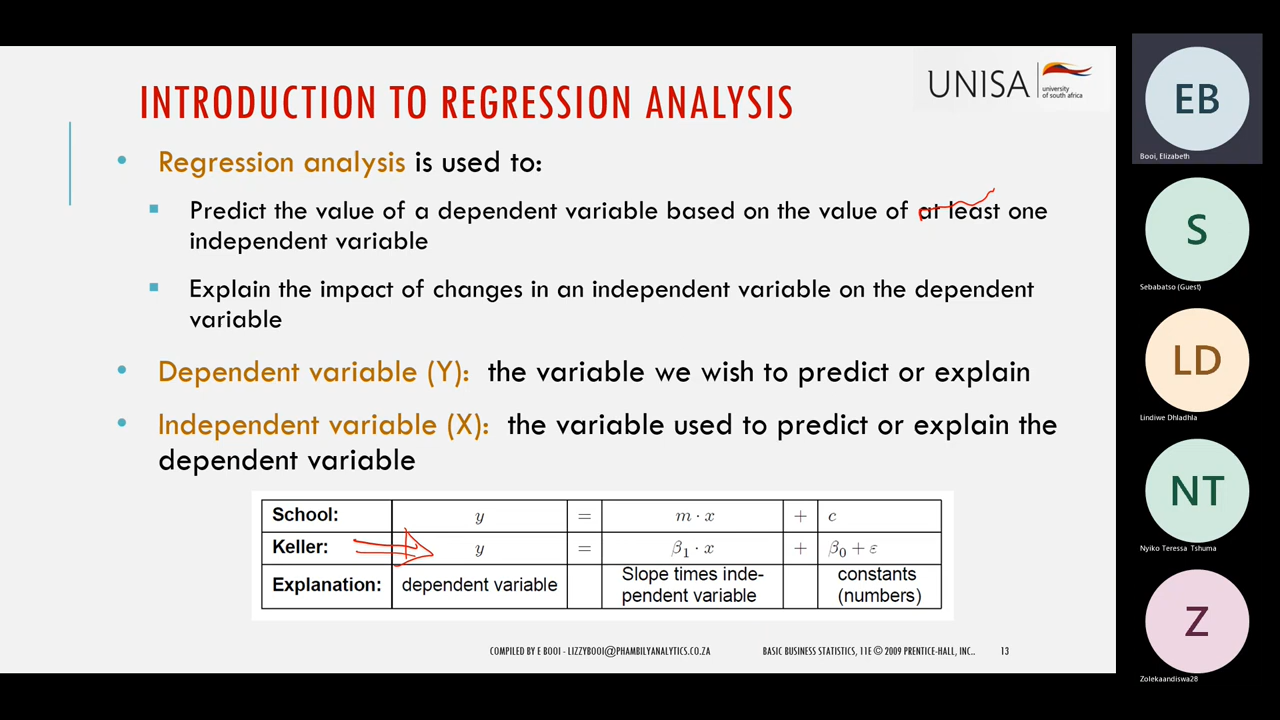 INTRODUCTION TO REGRESSION ANALYSIS
UNISA
university
of south africa
• Regression analysis is used to:
Predict the value of a dependent variable based on the value of at least one
independent variable
Explain the impact of changes in an independent variable on the dependent
variable
• Dependent variable (Y): the variable we wish to predict or explain
• Independent variable (X): the variable used to predict or explain the
dependent variable
School: y = m · x + c
Keller: y = β₁ · x + β₀ + ε
Explanation: dependent variable Slope times inde- constants
pendent variable (numbers)
COMPILED BY E BOOI - LIZZYBOOI@PHAMBILYANALYTICS.CO.ZA BASIC BUSINESS STATISTICS, 11E © 2009 PRENTICE-HALL, INC.. 13
EB
Booi, Elizabeth
S
Sebabatso (Guest)
LD
Lindiwe Dhladhla
NT
Nyiko Teressa Tshuma
Z
Zolekaandiswa28